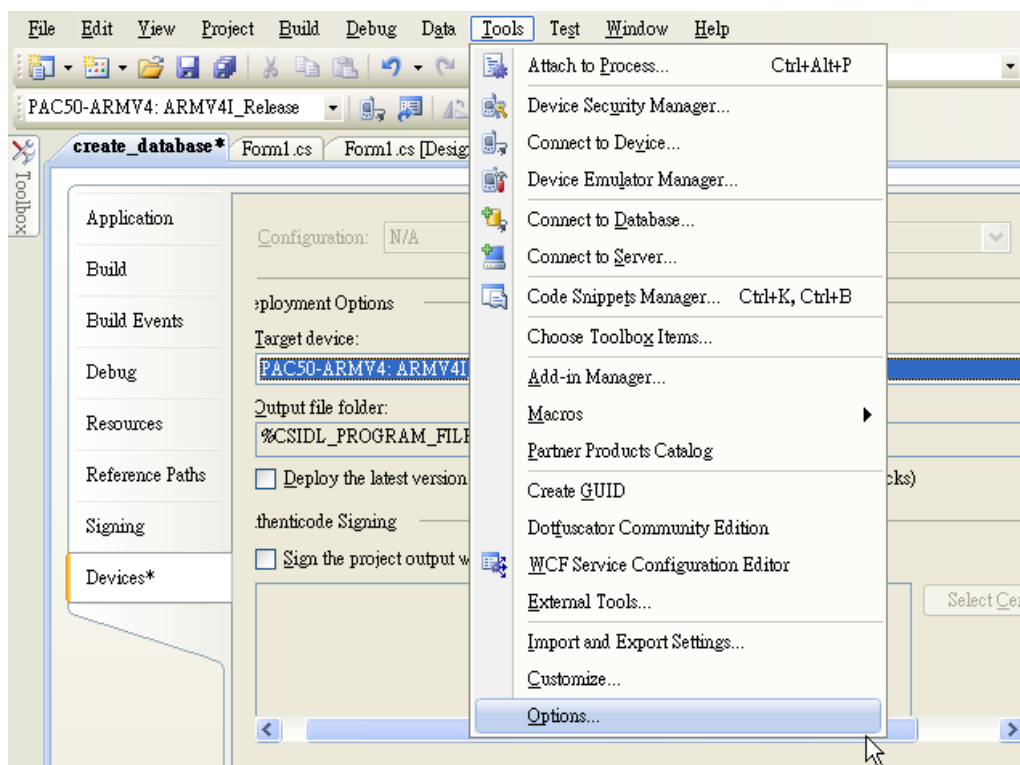 File Edit View Project Build Debug Data Tools Test Window Help
PAC50-ARMV4: ARMV4I_Release
create_database* Form1.cs Form1.cs [Desig
Toolbox
Application
Build
Build Events
Debug
Resources
Reference Paths
Signing
Devices*
Configuration: N/A
eployment Options
Target device:
PAC50-ARMV4: ARMV4I
Output file folder:
%CSIDL_PROGRAM_FILE
Deploy the latest version
cks)
thenticode Signing
Sign the project output w
Select Cer
Attach to Process... Ctrl+Alt+P
Device Security Manager...
Connect to Device...
Device Emulator Manager...
Connect to Database...
Connect to Server...
Code Snippets Manager... Ctrl+K, Ctrl+B
Choose Toolbox Items...
Add-in Manager...
Macros
Partner Products Catalog
Create GUID
Dotfuscator Community Edition
WCF Service Configuration Editor
External Tools...
Import and Export Settings...
Customize...
Options...